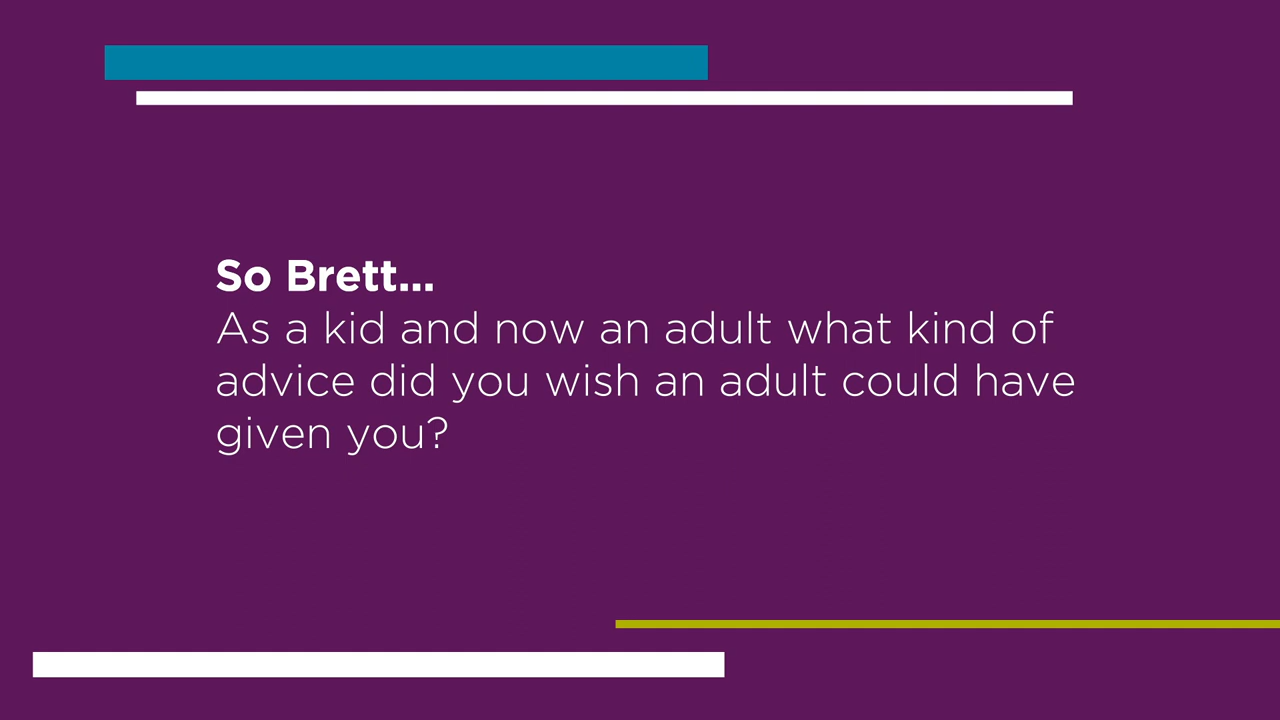 So Brett...
As a kid and now an adult what kind of
advice did you wish an adult could have
given you?